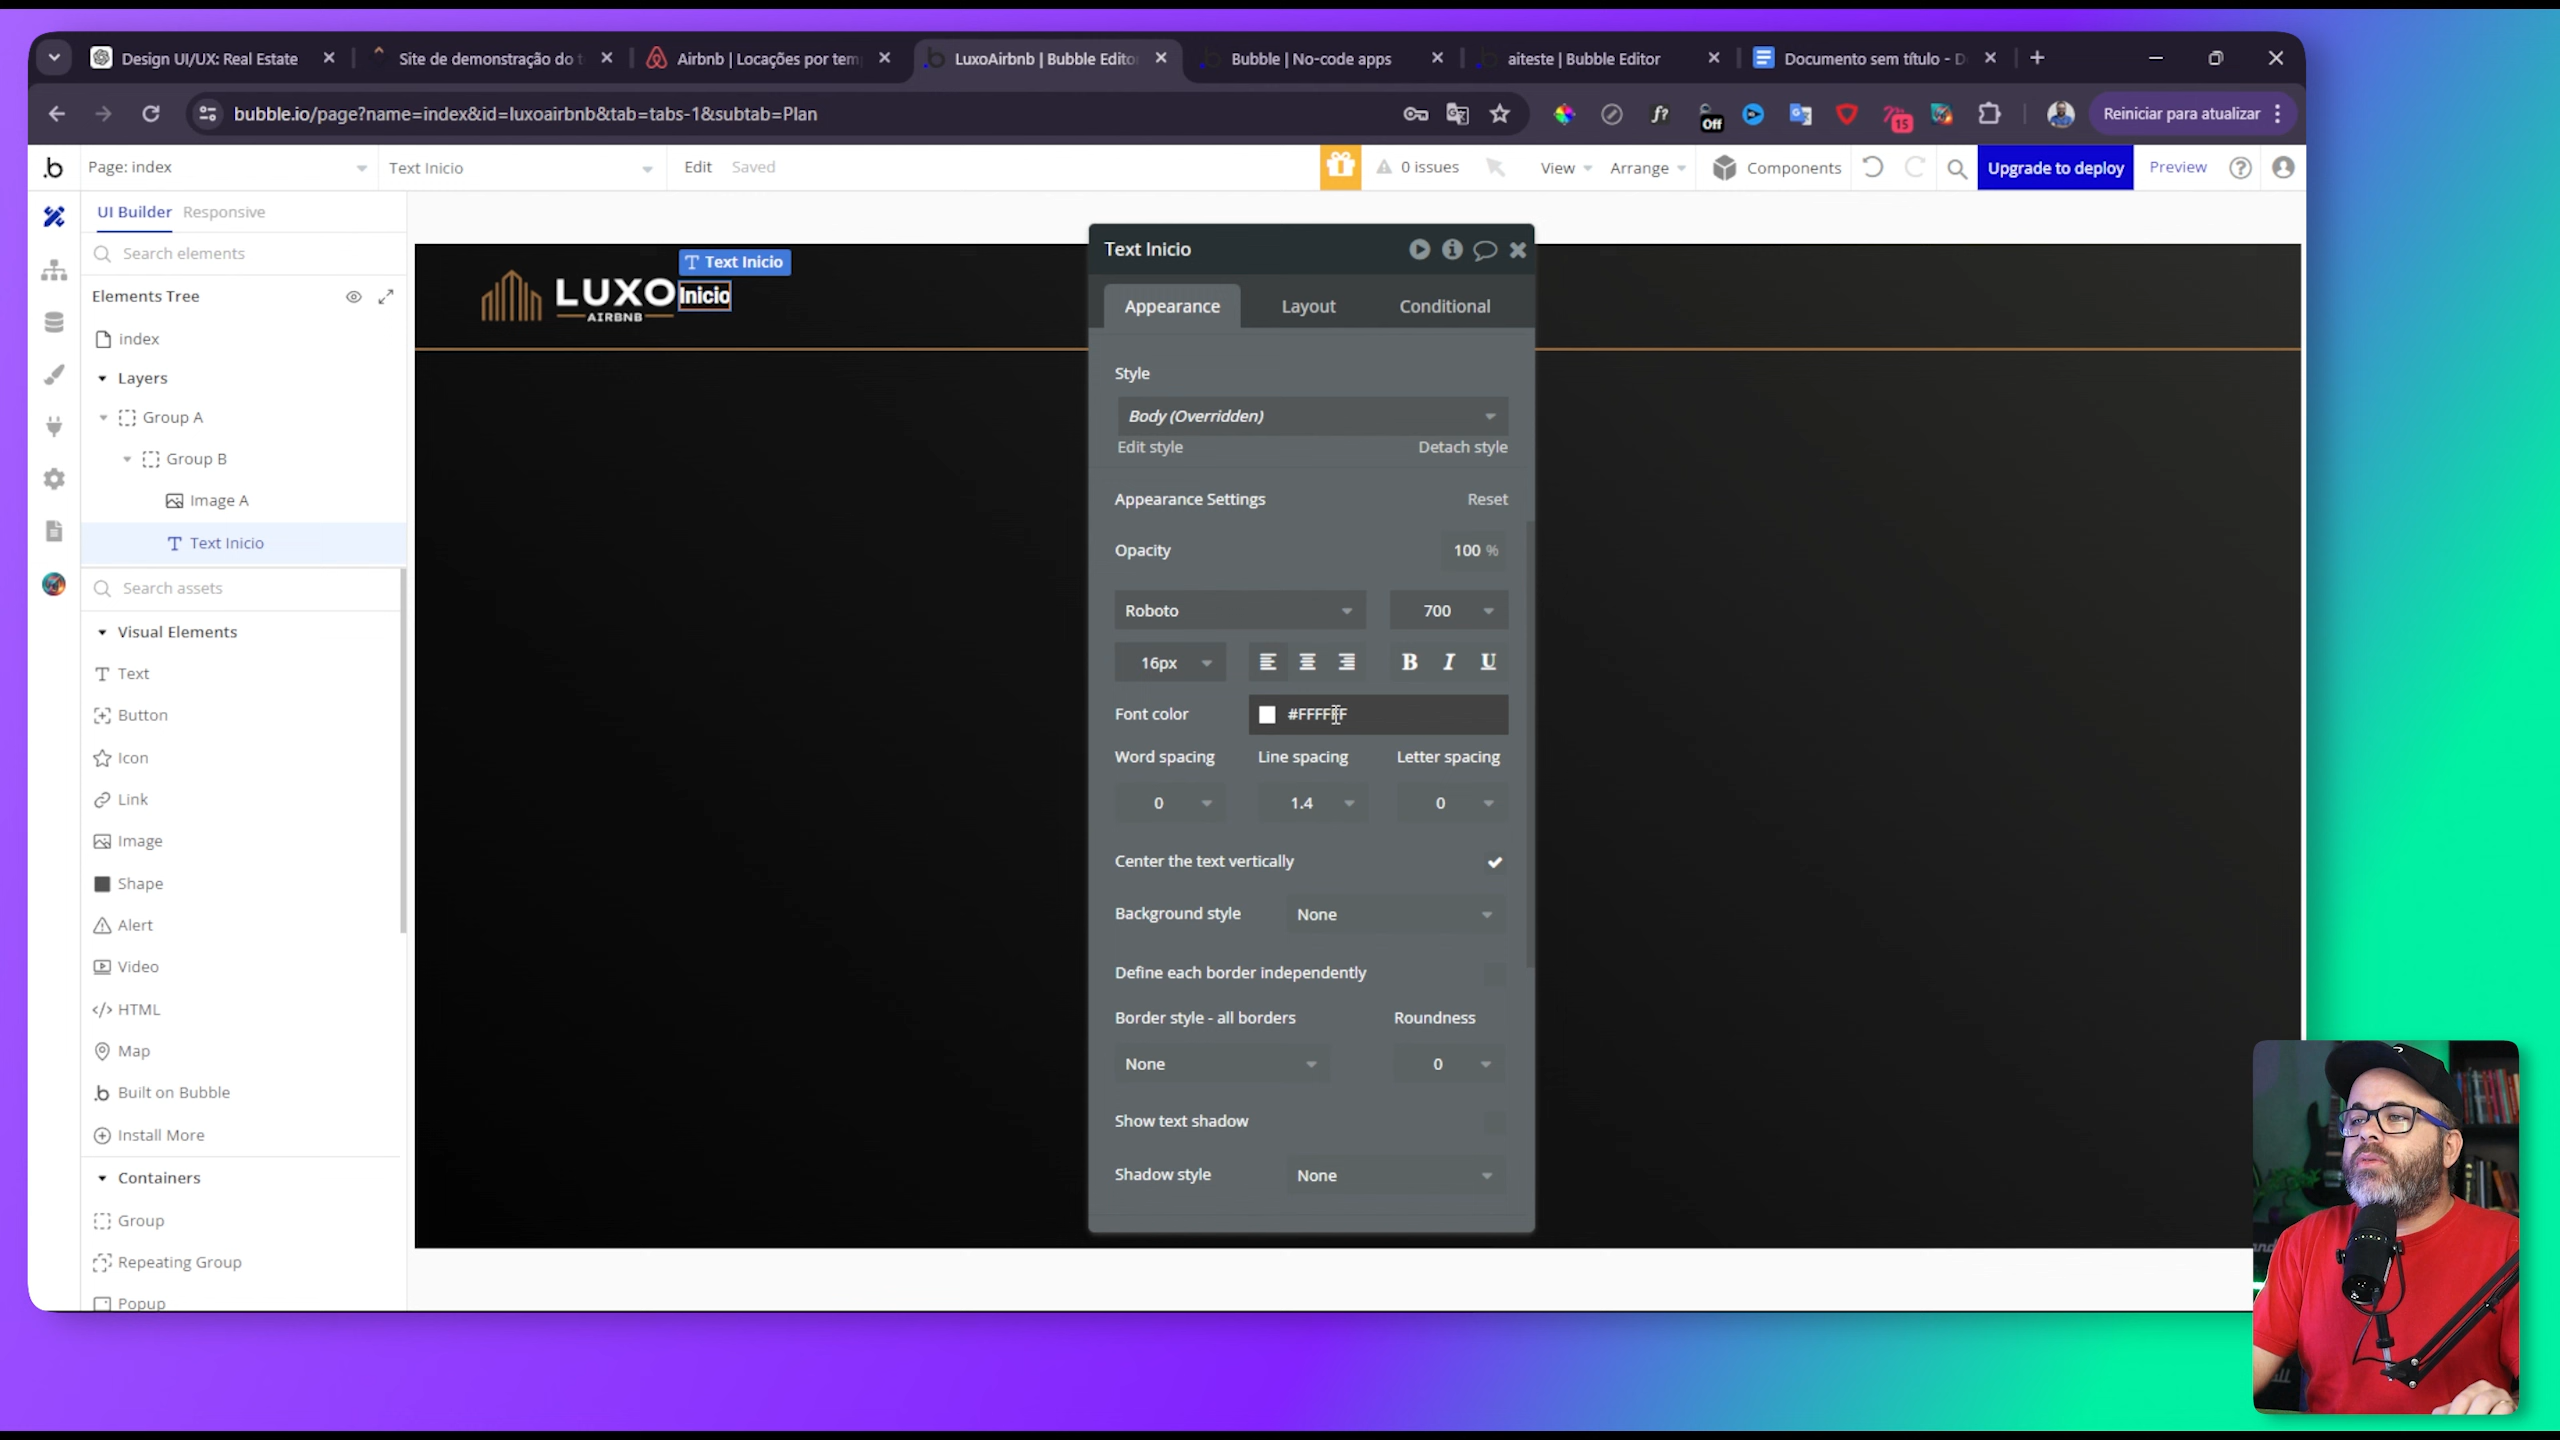 Design UI/UX: Real Estate
Site de demonstração do t
Airbnb | Locações por tem
LuxoAirbnb | Bubble Edito
Bubble | No-code apps
aiteste | Bubble Editor
Documento sem título - D
bubble.io/page?name=index&id=luxoairbnb&tab=tabs-1&subtab=Plan
f?
Off
15
Reiniciar para atualizar
.b
Page: index
Text Inicio
Edit
Saved
0 issues
View
Arrange
Components
Upgrade to deploy
Preview
?
UI Builder
Responsive
Search elements
Elements Tree
index
Layers
Group A
Group B
Image A
Text Inicio
Search assets
Visual Elements
Text
Button
Icon
Link
Image
Shape
Alert
Video
HTML
Map
Built on Bubble
Install More
Containers
Group
Repeating Group
Popup
Text Inicio
LUXO
AIRBNB
Inicio
Text Inicio
Appearance
Layout
Conditional
Style
Body (Overridden)
Edit style
Detach style
Appearance Settings
Reset
Opacity
100 %
Roboto
700
16px
B I U
Font color
#FFFFFF
Word spacing
Line spacing
Letter spacing
0
1.4
0
Center the text vertically
Background style
None
Define each border independently
Border style - all borders
Roundness
None
0
Show text shadow
Shadow style
None